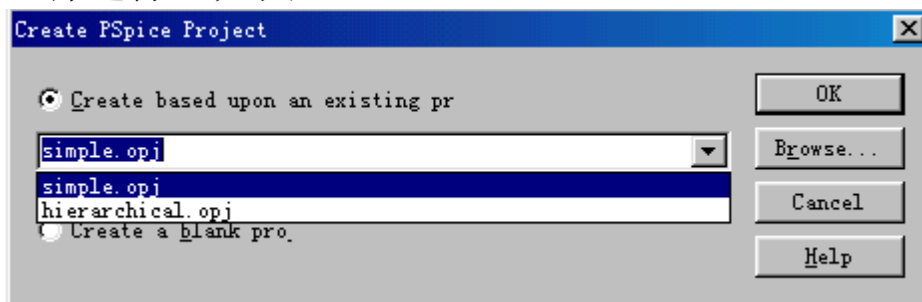 Create PSpice Project
Create based upon an existing pr
OK
simple.opj
Browse...
simple.opj
hierarchical.opj
Cancel
Create a blank pro
Help